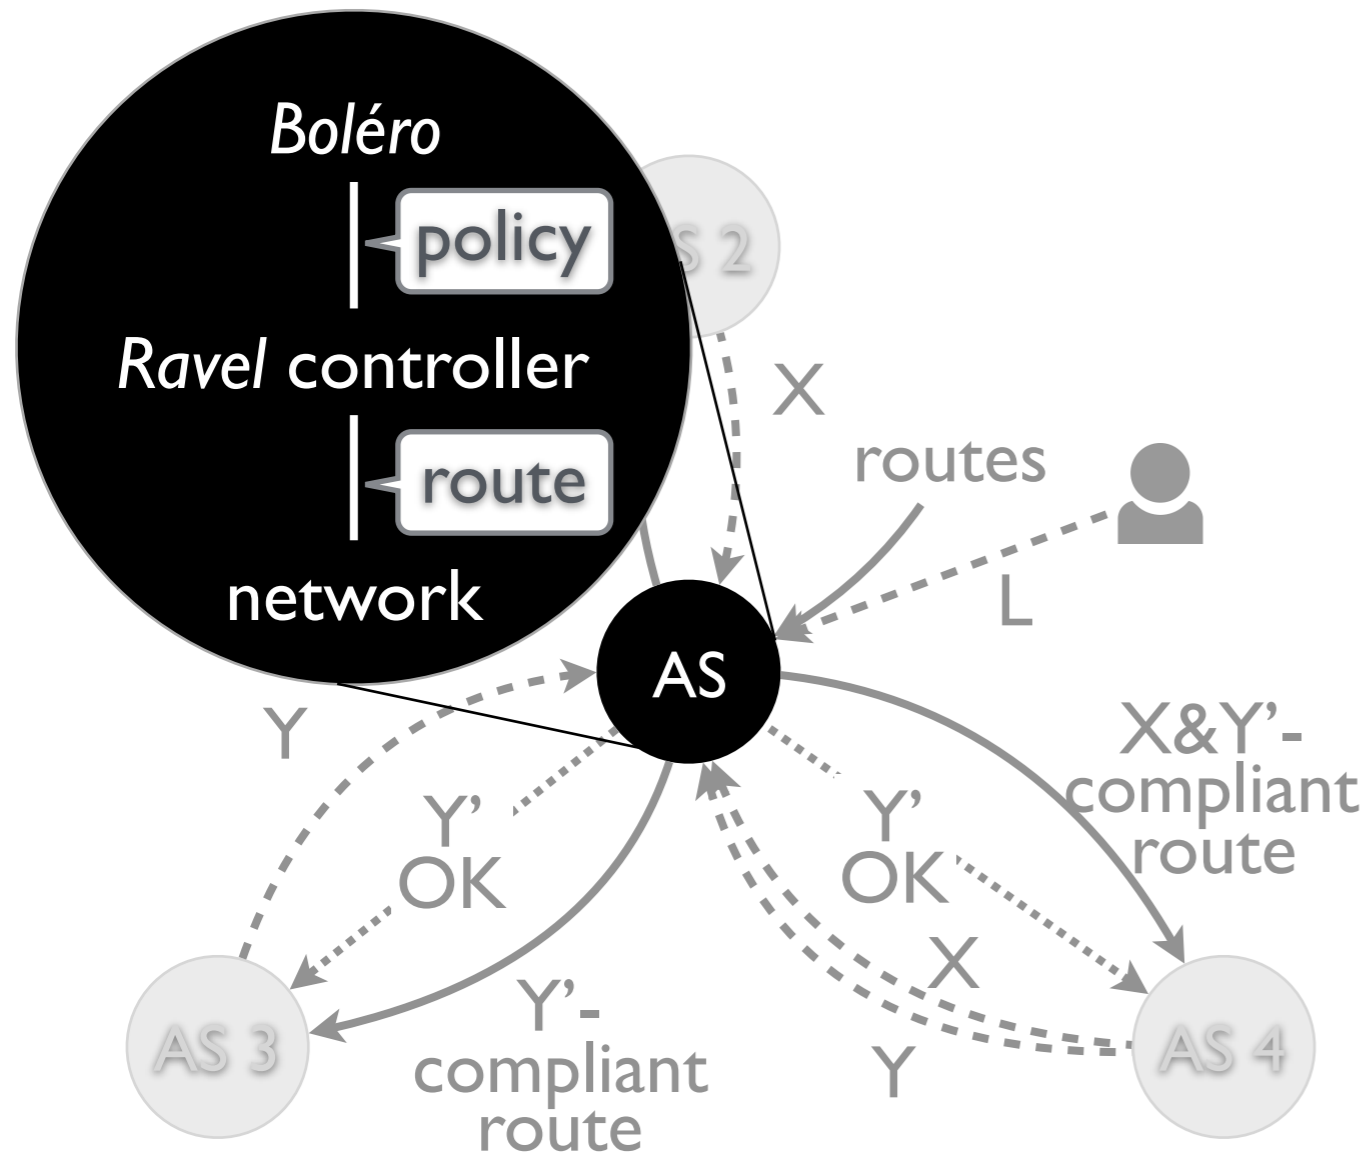 Boléro
policy
Ravel controller
route
network
S 2
X
routes
L
AS
Y
Y'
OK
Y'
OK
X&Y'-
compliant
route
X
Y
Y'-
compliant
route
AS 3
AS 4